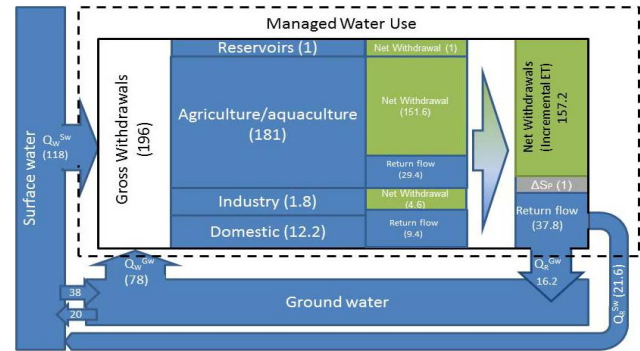 Managed Water Use
Surface water
Q_W^Sw
(118)
Gross Withdrawals
(196)
Reservoirs (1)
Net Withdrawal (1)
Agriculture/aquaculture
(181)
Net Withdrawal
(151.6)
Return flow
(29.4)
Industry (1.8)
Net Withdrawal
(4.6)
Domestic (12.2)
Return flow
(9.4)
Net Withdrawals
(Incremental ET)
157.2
ΔSP (1)
Return flow
(37.8)
Q_W^Gw
(78)
Q_R^Gw
16.2
Q_R^Sw (21.6)
38
20
Ground water